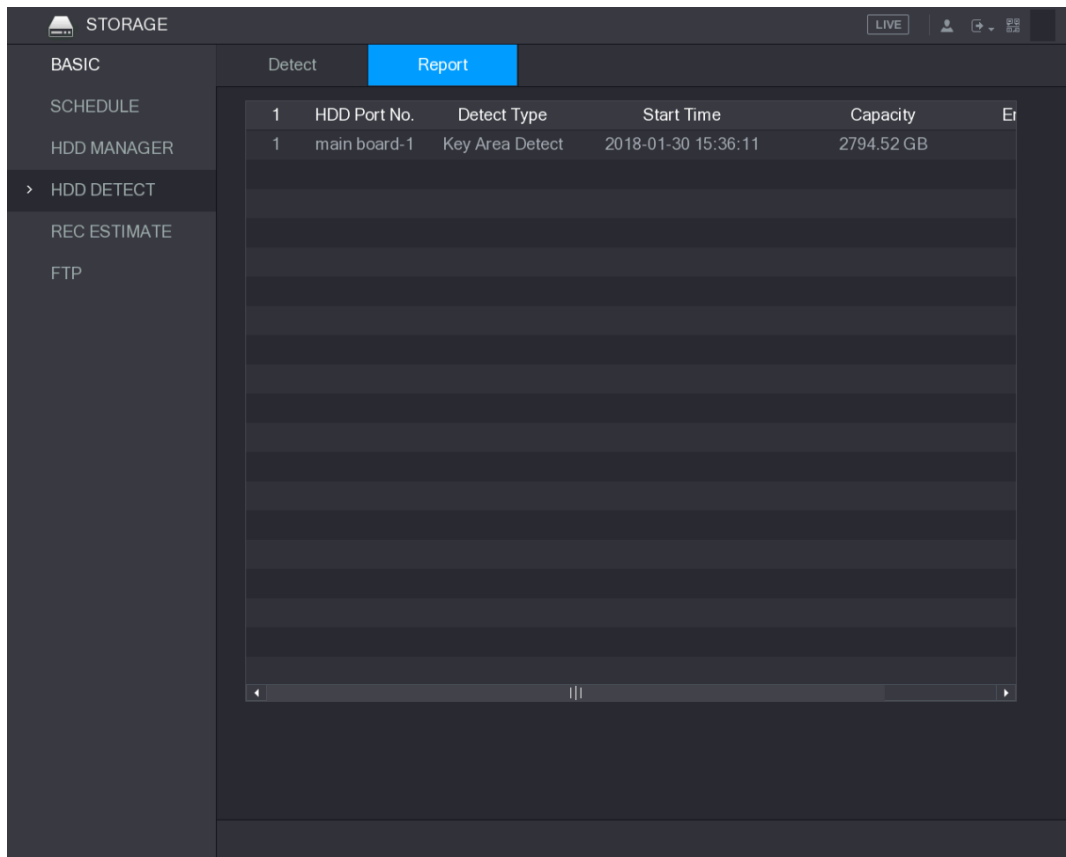 STORAGE LIVE
BASIC
SCHEDULE
HDD MANAGER
HDD DETECT
REC ESTIMATE
FTP
Detect Report
1 HDD Port No. Detect Type Start Time Capacity
1 main board-1 Key Area Detect 2018-01-30 15:36:11 2794.52 GB